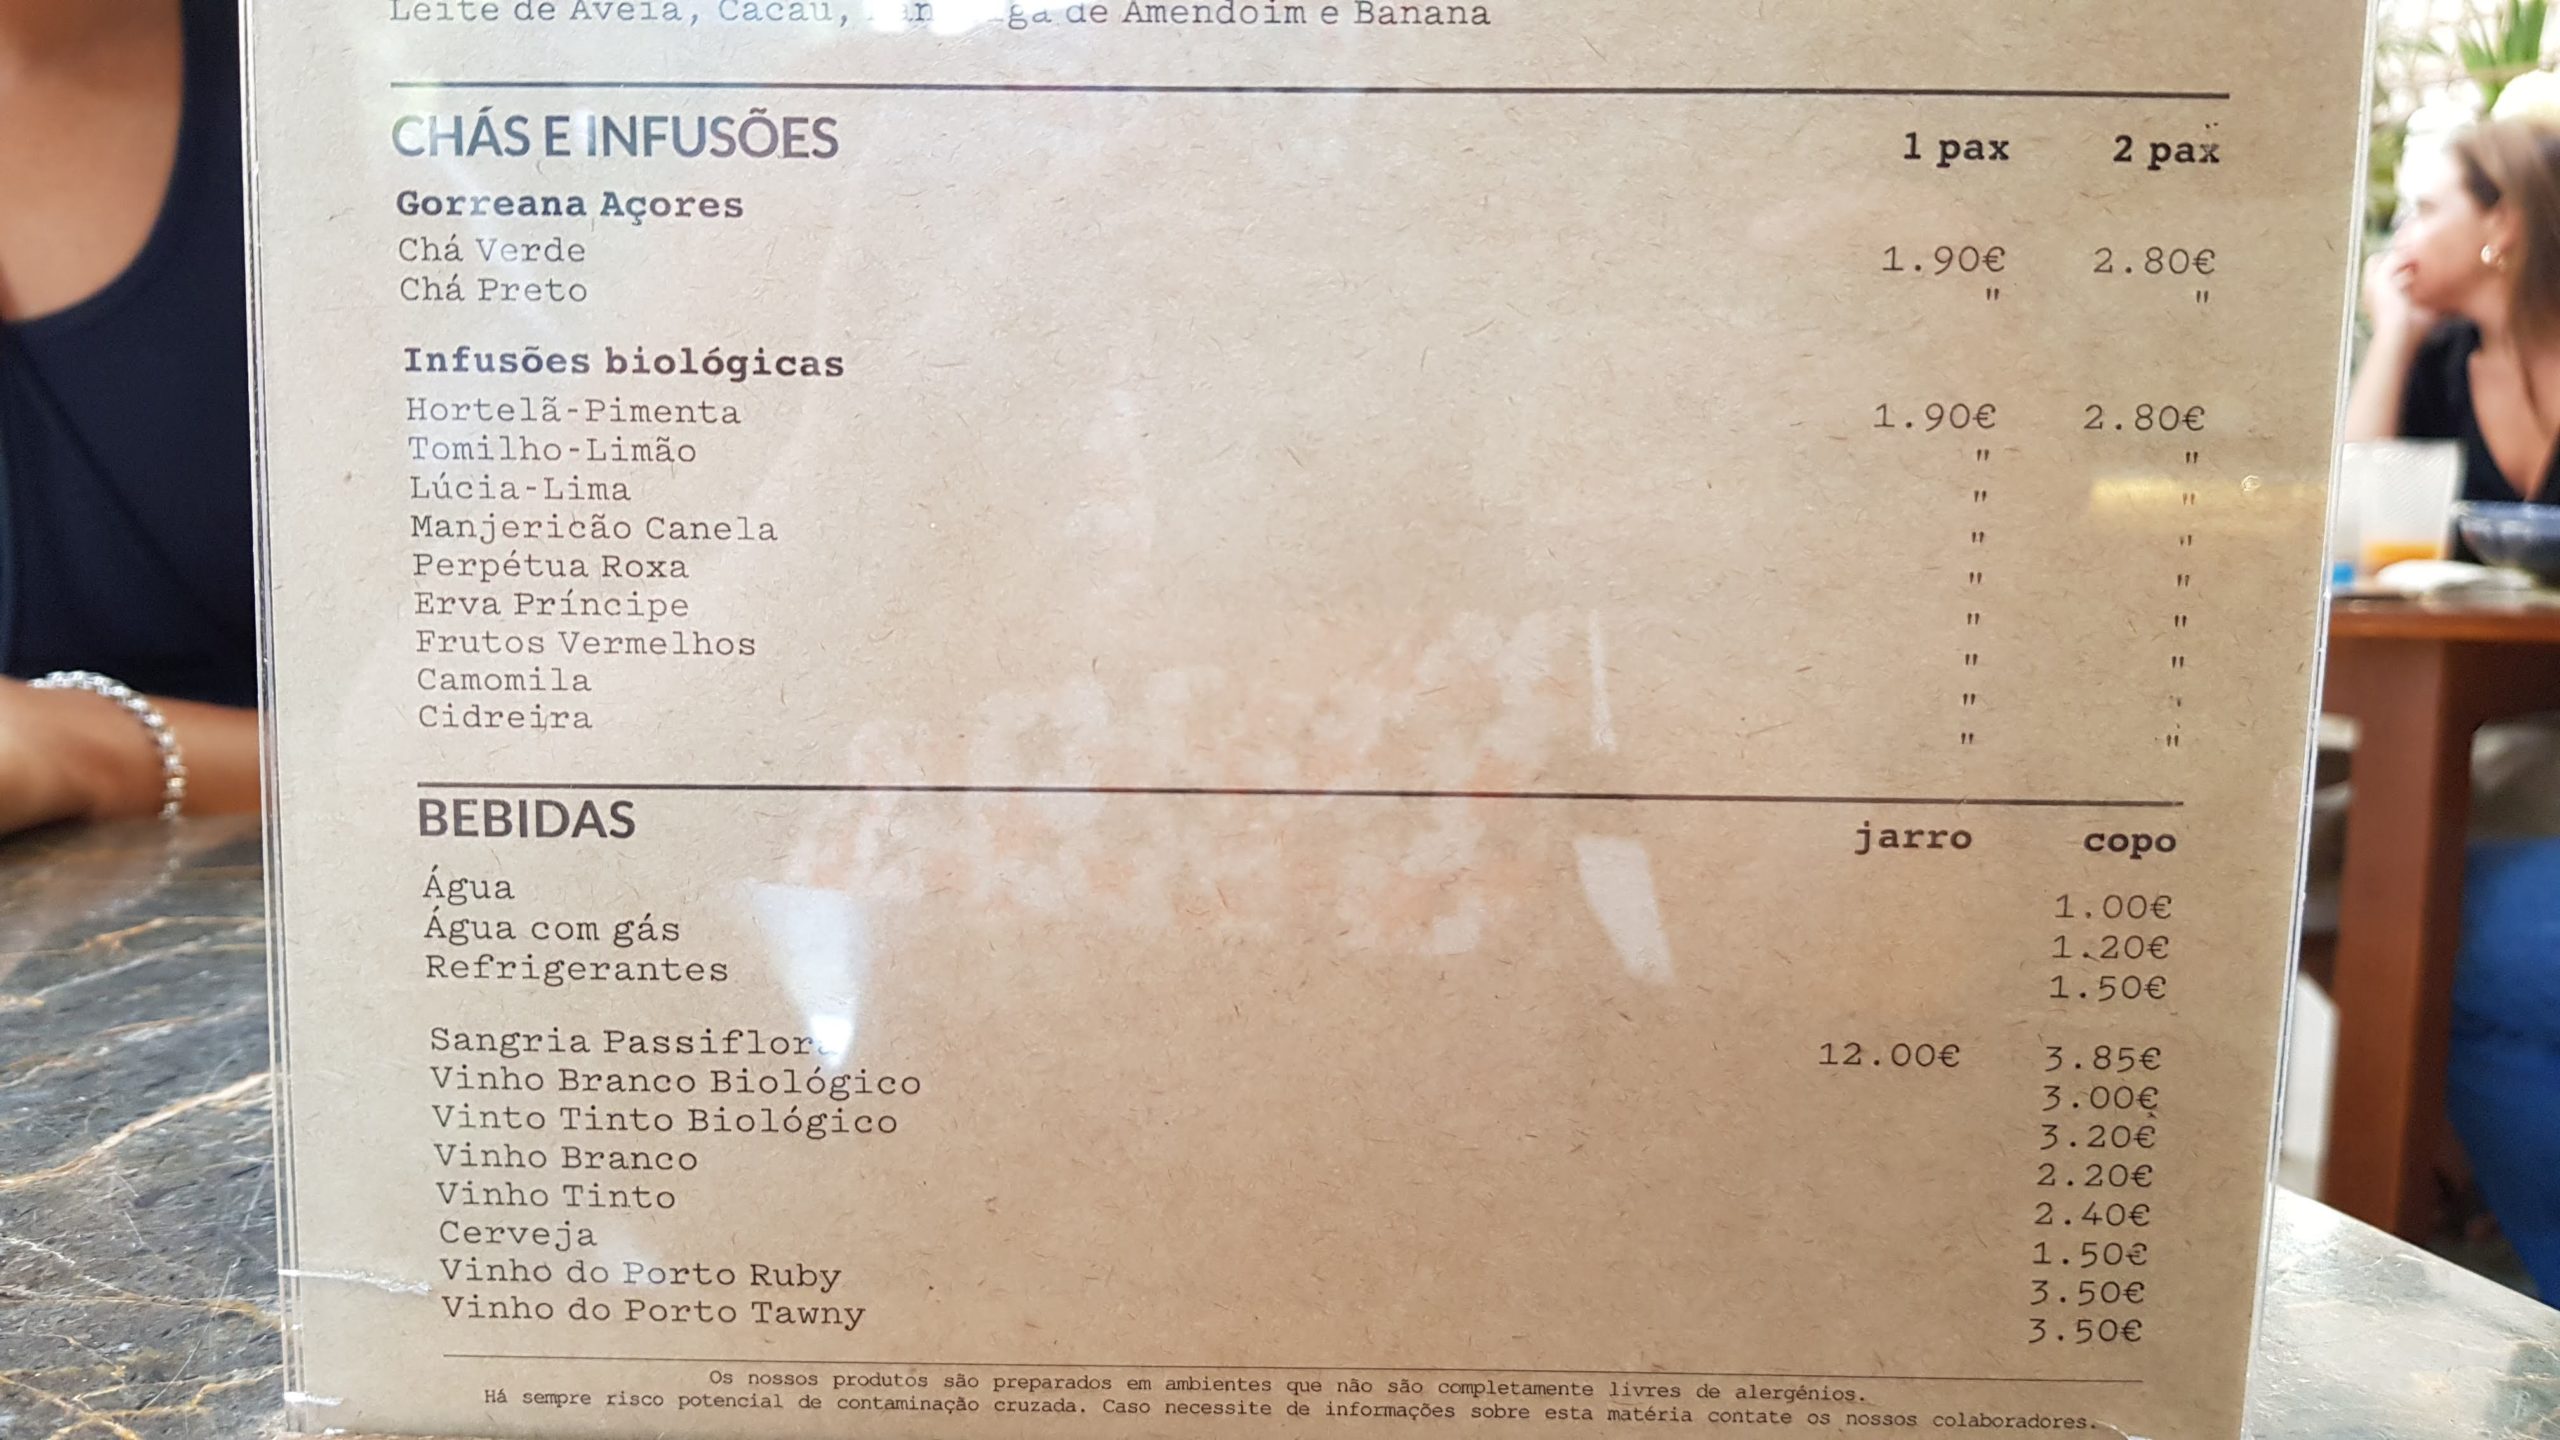 Leite de Aveia, Cacau, de Amendoim e Banana
CHÁS E INFUSÕES 1 pax 2 pax
Gorreana Açores
Chá Verde 1.90€ 2.80€
Chá Preto " "
Infusões biológicas
Hortelã-Pimenta 1.90€ 2.80€
Tomilho-Limão " "
Lúcia-Lima " "
Manjericão Canela " "
Perpétua Roxa " "
Erva Príncipe " "
Frutos Vermelhos " "
Camomila " "
Cidreira " "
BEBIDAS jarro copo
Água 1.00€
Água com gás 1.20€
Refrigerantes 1.50€
Sangria Passiflora 12.00€ 3.85€
Vinho Branco Biológico 3.00€
Vinto Tinto Biológico 3.20€
Vinho Branco 2.20€
Vinho Tinto 2.40€
Cerveja 1.50€
Vinho do Porto Ruby 3.50€
Vinho do Porto Tawny 3.50€
Os nossos produtos são preparados em ambientes que não são completamente livres de alergénios.
Há sempre risco potencial de contaminação cruzada. Caso necessite de informações sobre esta matéria contate os nossos colaboradores.